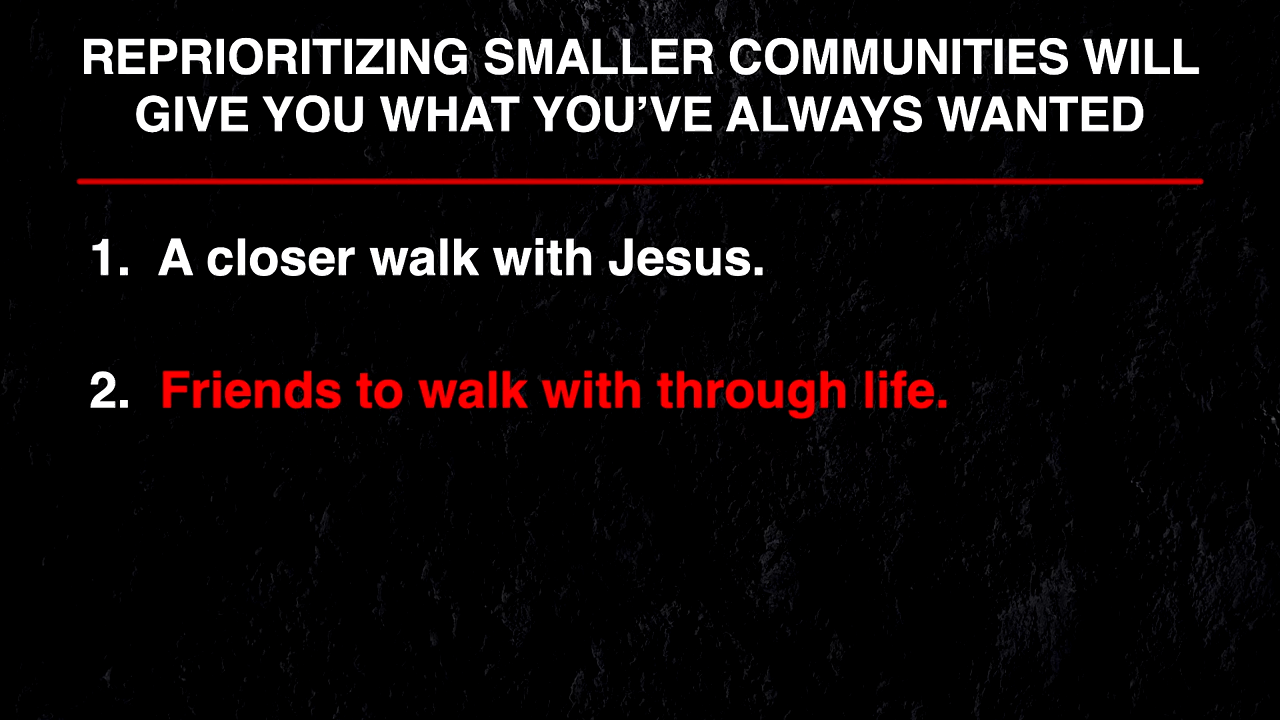 REPRIORITIZING SMALLER COMMUNITIES WILL
GIVE YOU WHAT YOU’VE ALWAYS WANTED
1. A closer walk with Jesus.
2. Friends to walk with through life.